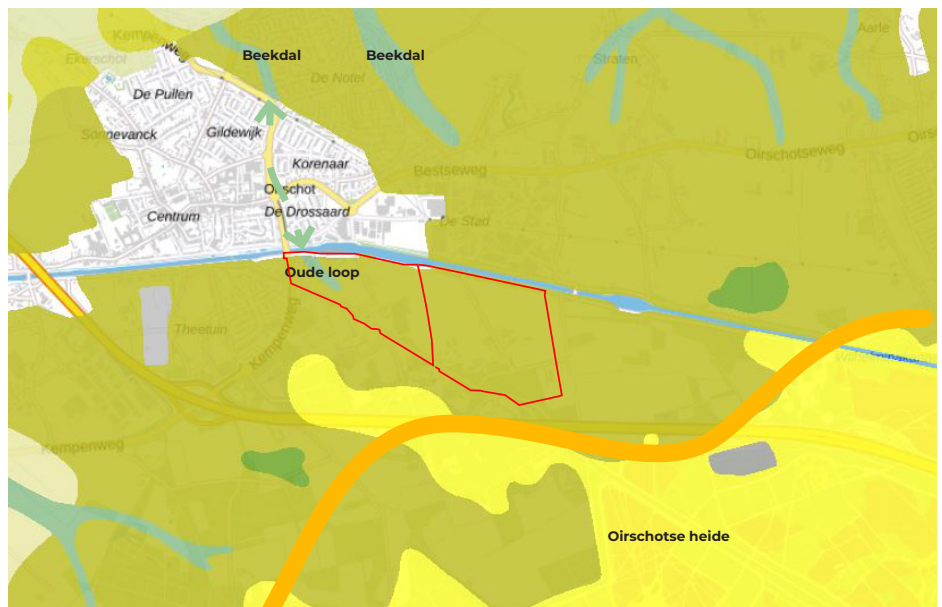 Kempenweg
Beekdal
Beekdal
Aarle
Ekerschot
Straten
De Notel
De Pullen
Sonnevanck
Gildewijk
Korenaar
Oirschotseweg
Bestseweg
Oirschot
De Drossaard
Centrum
De Stad
Oude loop
Theetuin
Kempenweg
Kempenweg
Oirschotse heide